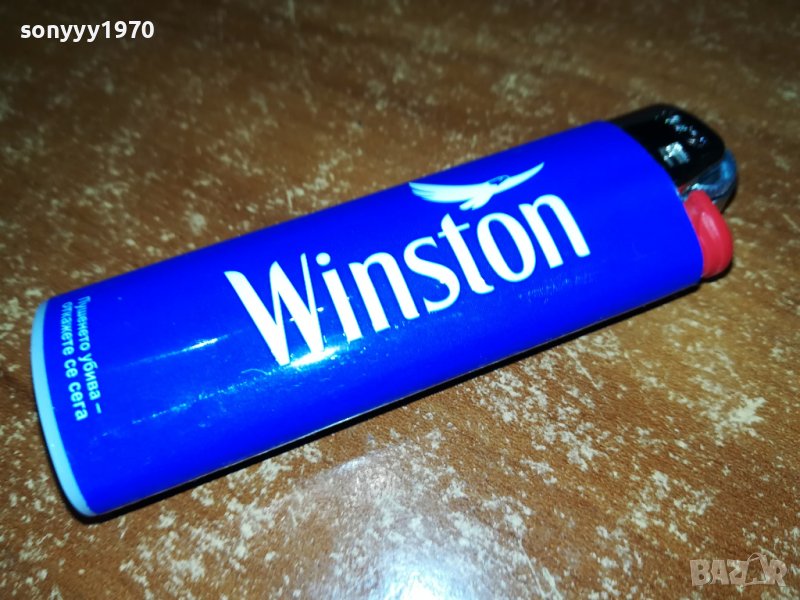 sonyyy1970
Winston
Пушенето убива –
откажете се сега
BAZAR